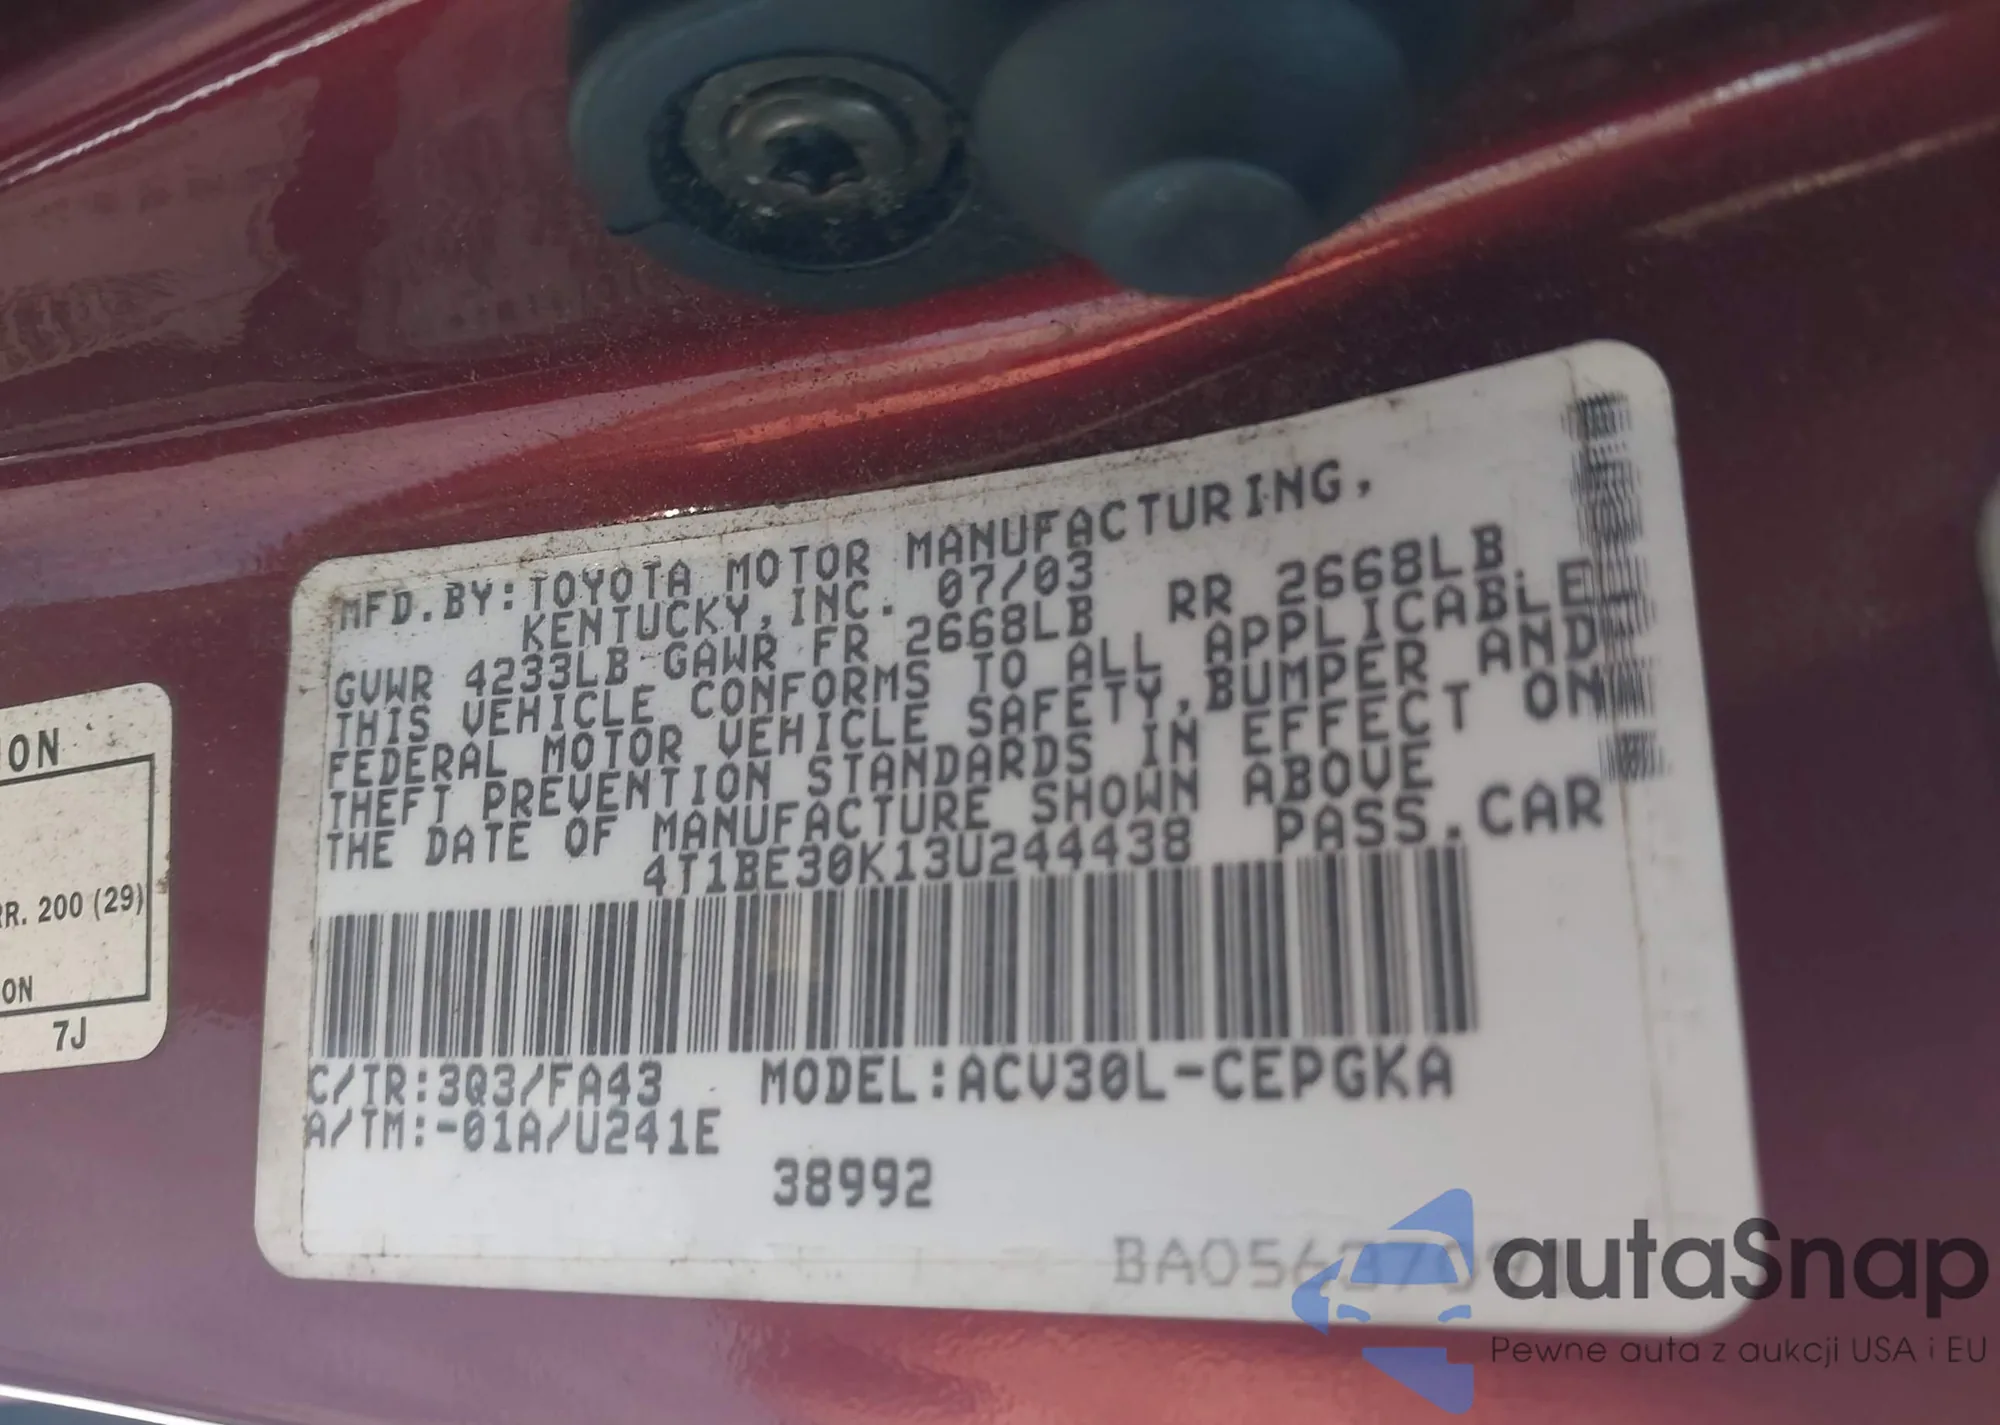 MFD.BY:TOYOTA MOTOR MANUFACTURING,
KENTUCKY,INC. 07/03
GVWR 4233LB GAWR FR 2668LB RR 2668LB
THIS VEHICLE CONFORMS TO ALL APPLICABLE
FEDERAL MOTOR VEHICLE SAFETY,BUMPER AND
THEFT PREVENTION STANDARDS IN EFFECT ON
THE DATE OF MANUFACTURE SHOWN ABOVE
4T1BE30K13U244438 PASS.CAR
C/TR:3Q3/FA43 MODEL:ACV30L-CEPGKA
A/TM:-01A/U241E
38992
ON
RR. 200 (29)
ON
7J
autaSnap
Pewne auta z aukcji USA i EU